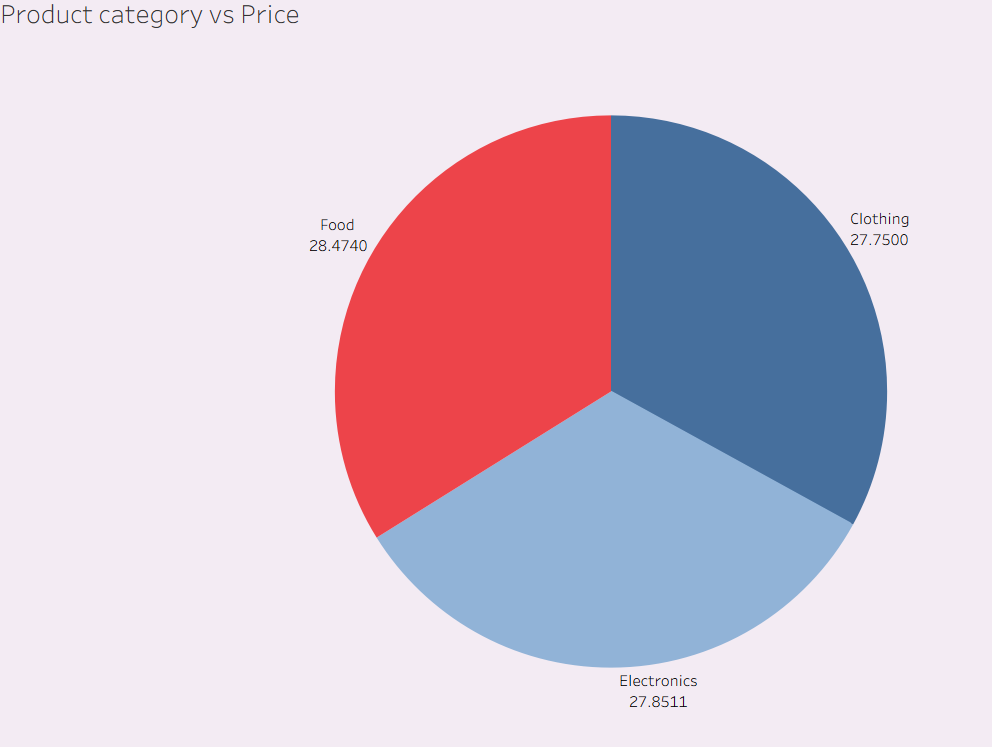 Product category vs Price
Food
28.4740
Clothing
27.7500
Electronics
27.8511